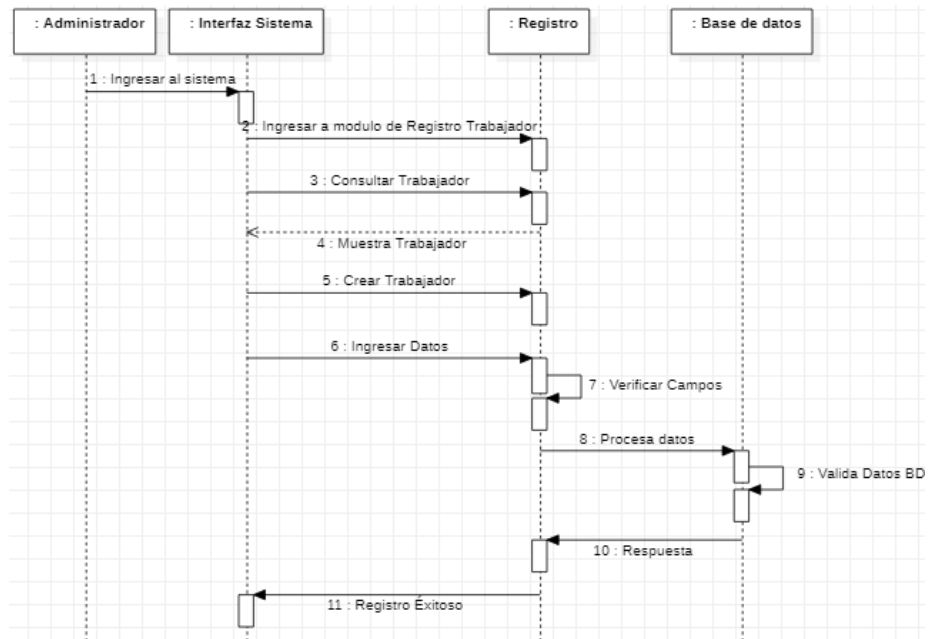 : Administrador
: Interfaz Sistema
: Registro
: Base de datos
1 : Ingresar al sistema
2 : Ingresar a modulo de Registro Trabajador
3 : Consultar Trabajador
4 : Muestra Trabajador
5 : Crear Trabajador
6 : Ingresar Datos
7 : Verificar Campos
8 : Procesa datos
9 : Valida Datos BD
10 : Respuesta
11 : Registro Éxitoso